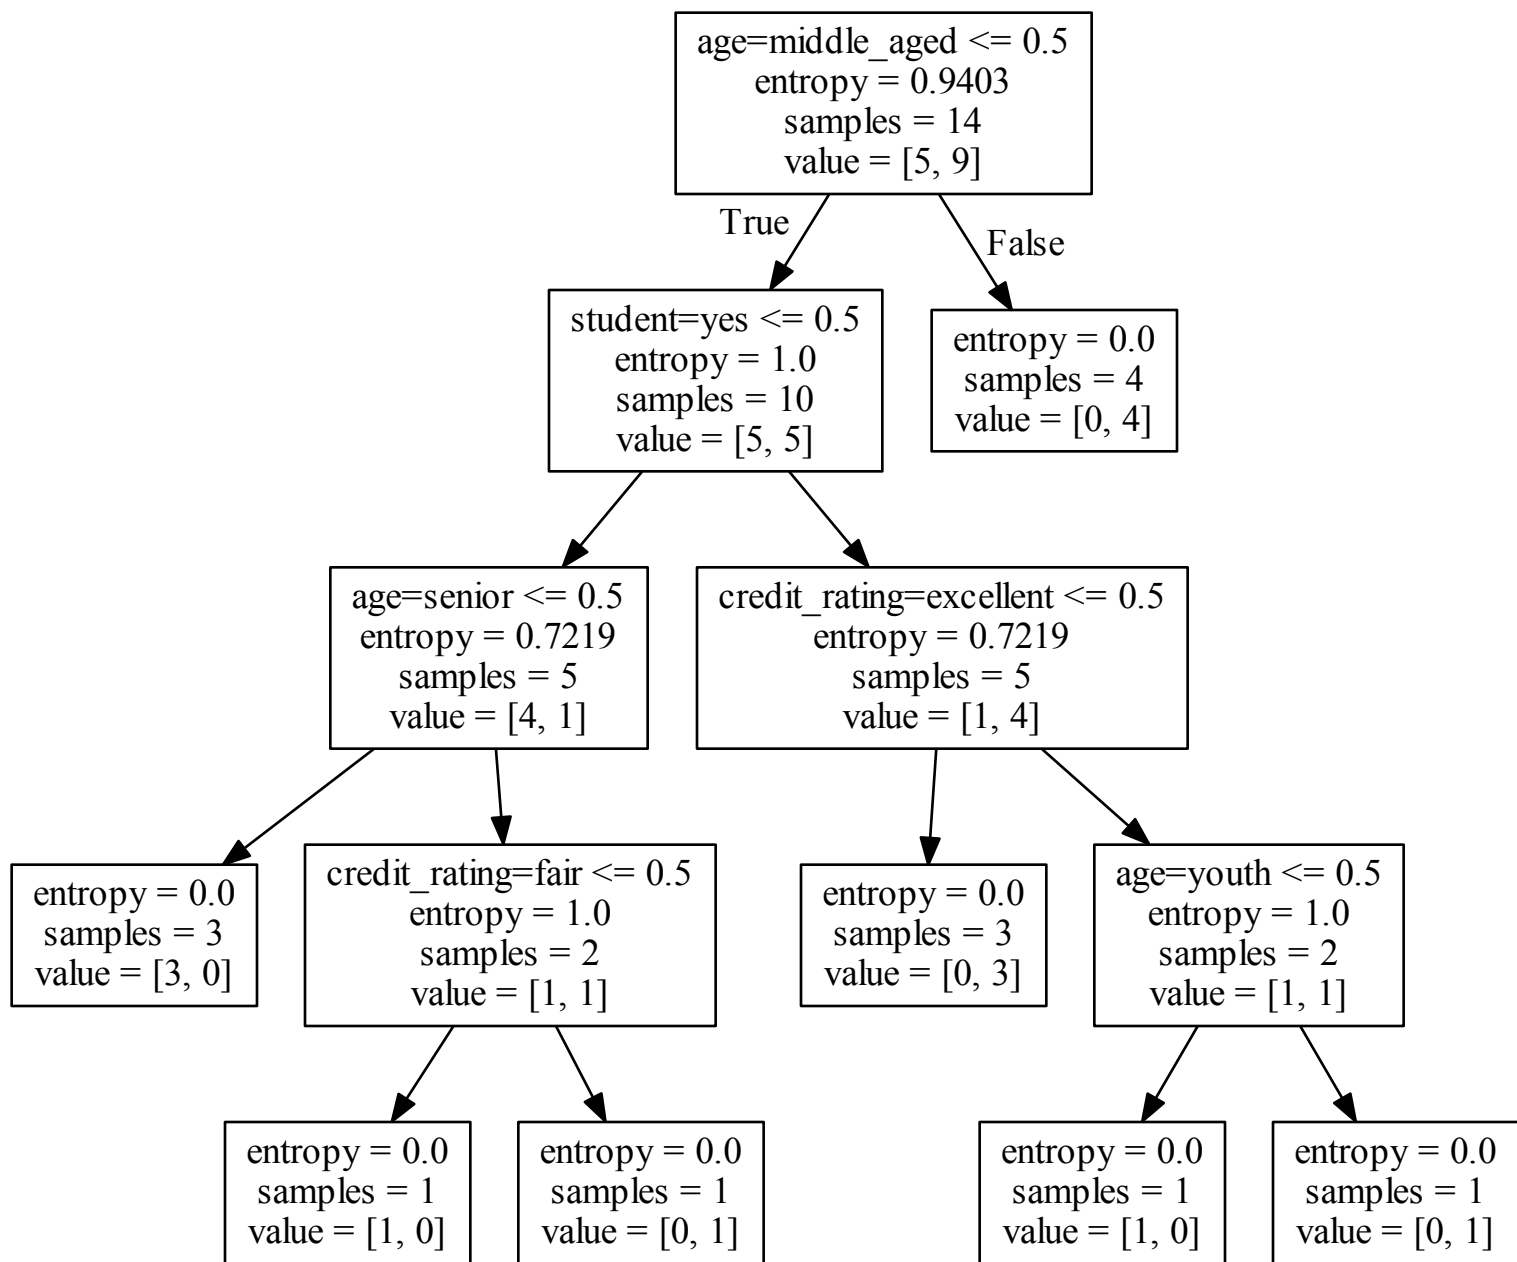 age=middle_aged <= 0.5
entropy = 0.9403
samples = 14
value = [5, 9]
True
False
student=yes <= 0.5
entropy = 1.0
samples = 10
value = [5, 5]
entropy = 0.0
samples = 4
value = [0, 4]
age=senior <= 0.5
entropy = 0.7219
samples = 5
value = [4, 1]
credit_rating=excellent <= 0.5
entropy = 0.7219
samples = 5
value = [1, 4]
entropy = 0.0
samples = 3
value = [3, 0]
credit_rating=fair <= 0.5
entropy = 1.0
samples = 2
value = [1, 1]
entropy = 0.0
samples = 3
value = [0, 3]
age=youth <= 0.5
entropy = 1.0
samples = 2
value = [1, 1]
entropy = 0.0
samples = 1
value = [1, 0]
entropy = 0.0
samples = 1
value = [0, 1]
entropy = 0.0
samples = 1
value = [1, 0]
entropy = 0.0
samples = 1
value = [0, 1]